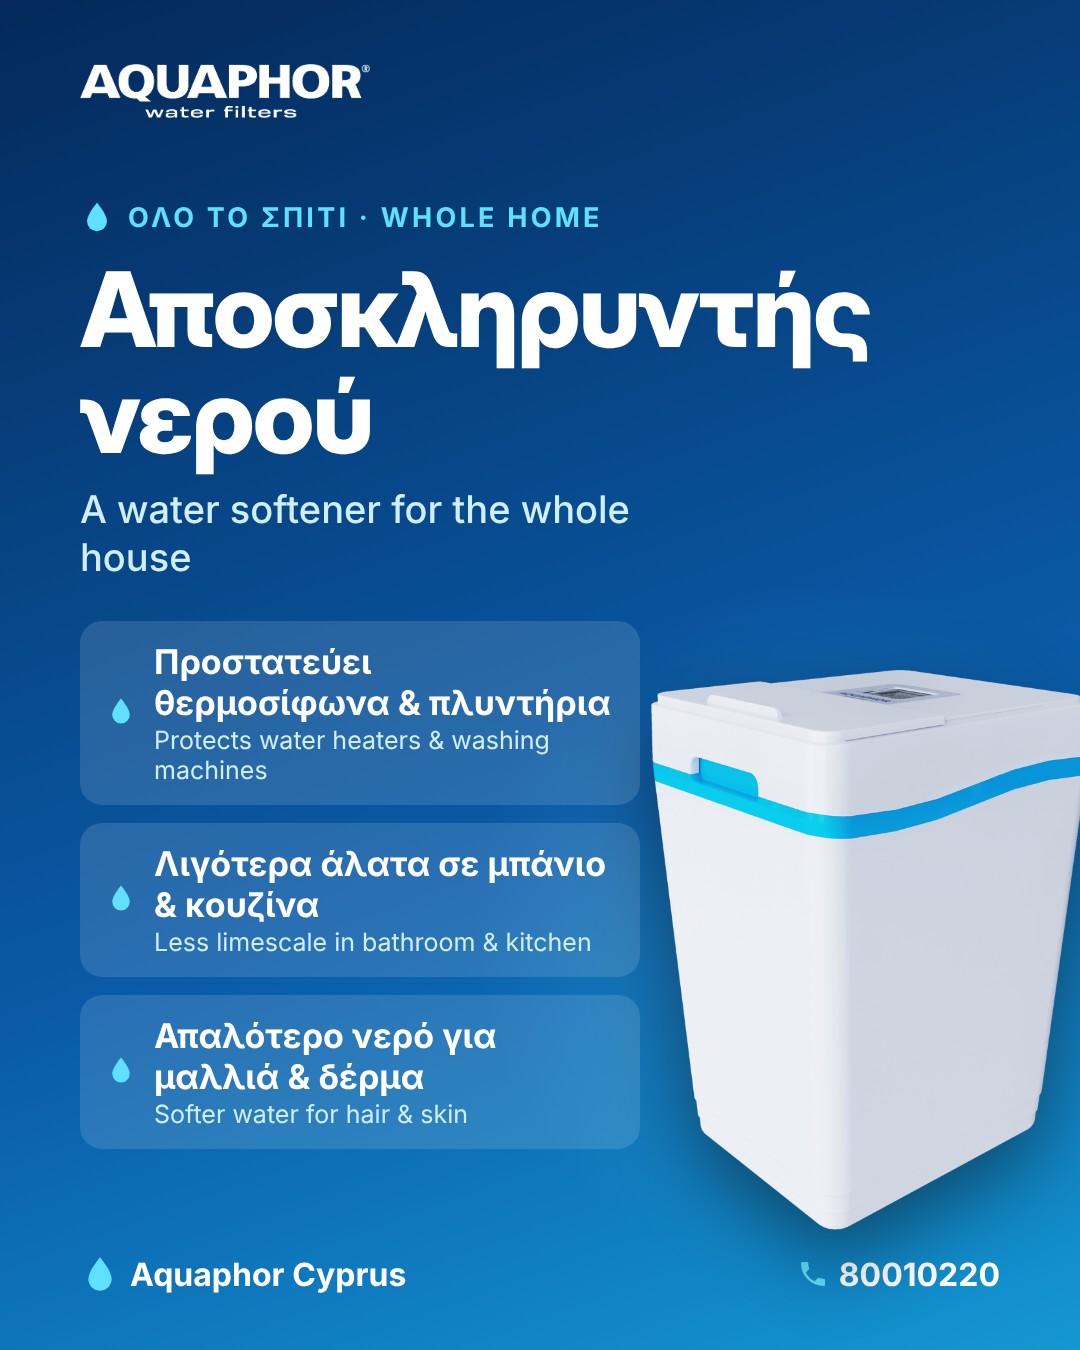 AQUAPHOR®
water filters
ΟΛΟ ΤΟ ΣΠΙΤΙ · WHOLE HOME
Αποσκληρυντής
νερού
A water softener for the whole
house
Προστατεύει
θερμοσίφωνα & πλυντήρια
Protects water heaters & washing
machines
Λιγότερα άλατα σε μπάνιο
& κουζίνα
Less limescale in bathroom & kitchen
Απαλότερο νερό για
μαλλιά & δέρμα
Softer water for hair & skin
Aquaphor Cyprus
80010220